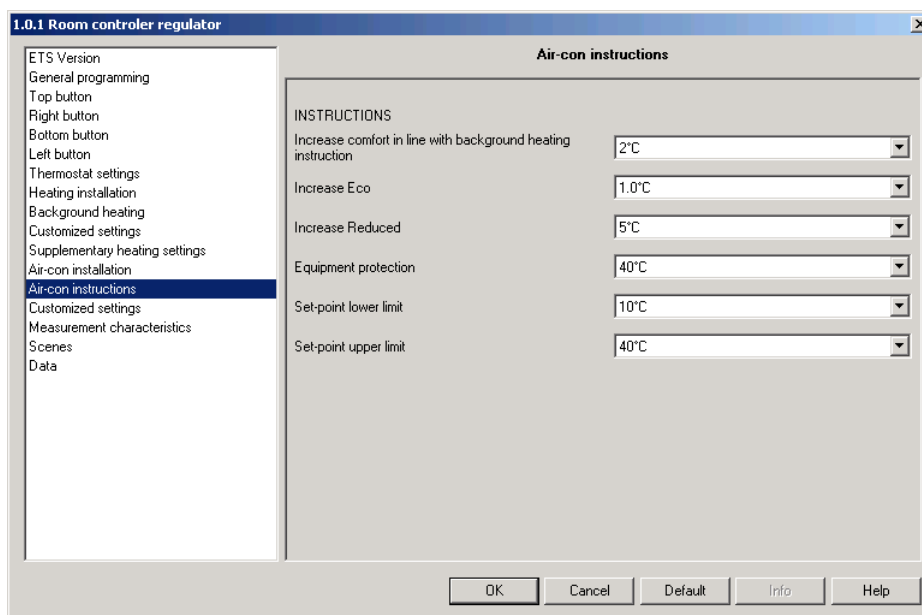 1.0.1 Room controler regulator
ETS Version
General programming
Top button
Right button
Bottom button
Left button
Thermostat settings
Heating installation
Background heating
Customized settings
Supplementary heating settings
Air-con installation
Air-con instructions
Customized settings
Measurement characteristics
Scenes
Data
Air-con instructions
INSTRUCTIONS
Increase comfort in line with background heating
instruction
2°C
Increase Eco
1.0°C
Increase Reduced
5°C
Equipment protection
40°C
Set-point lower limit
10°C
Set-point upper limit
40°C
OK
Cancel
Default
Info
Help